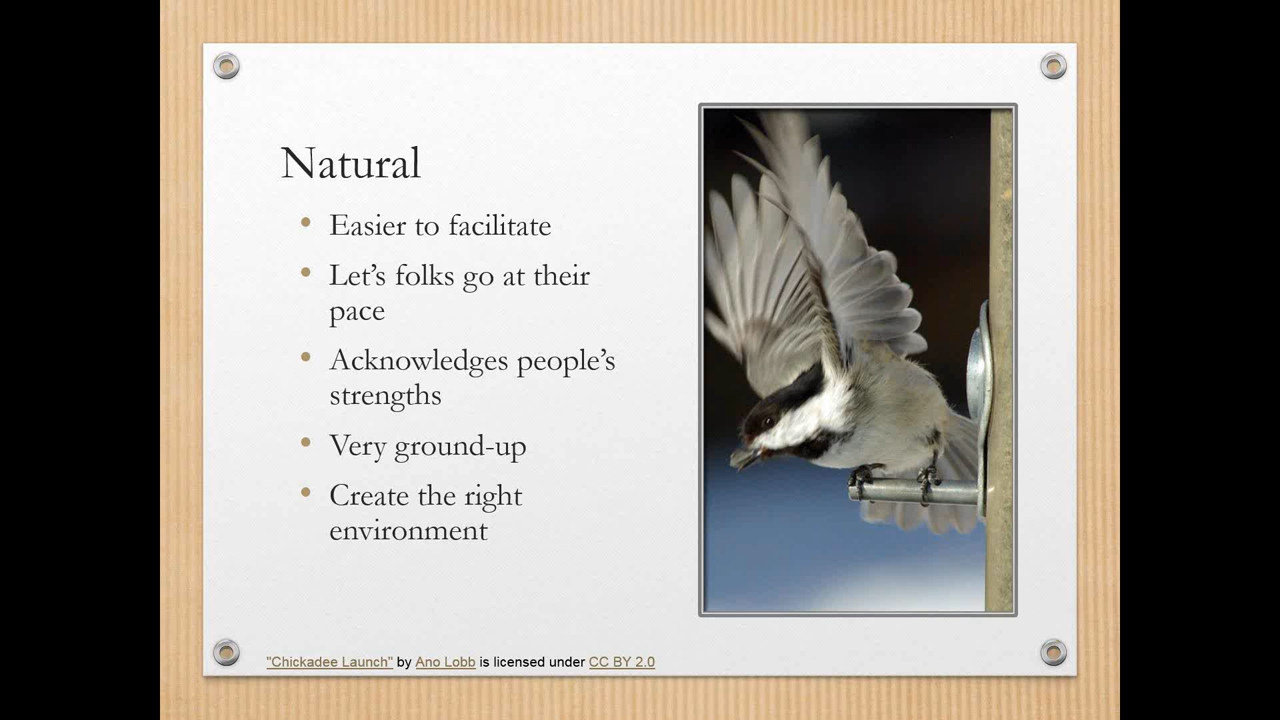 Natural
• Easier to facilitate
• Let’s folks go at their
pace
• Acknowledges people’s
strengths
• Very ground-up
• Create the right
environment
"Chickadee Launch" by Ano Lobb is licensed under CC BY 2.0